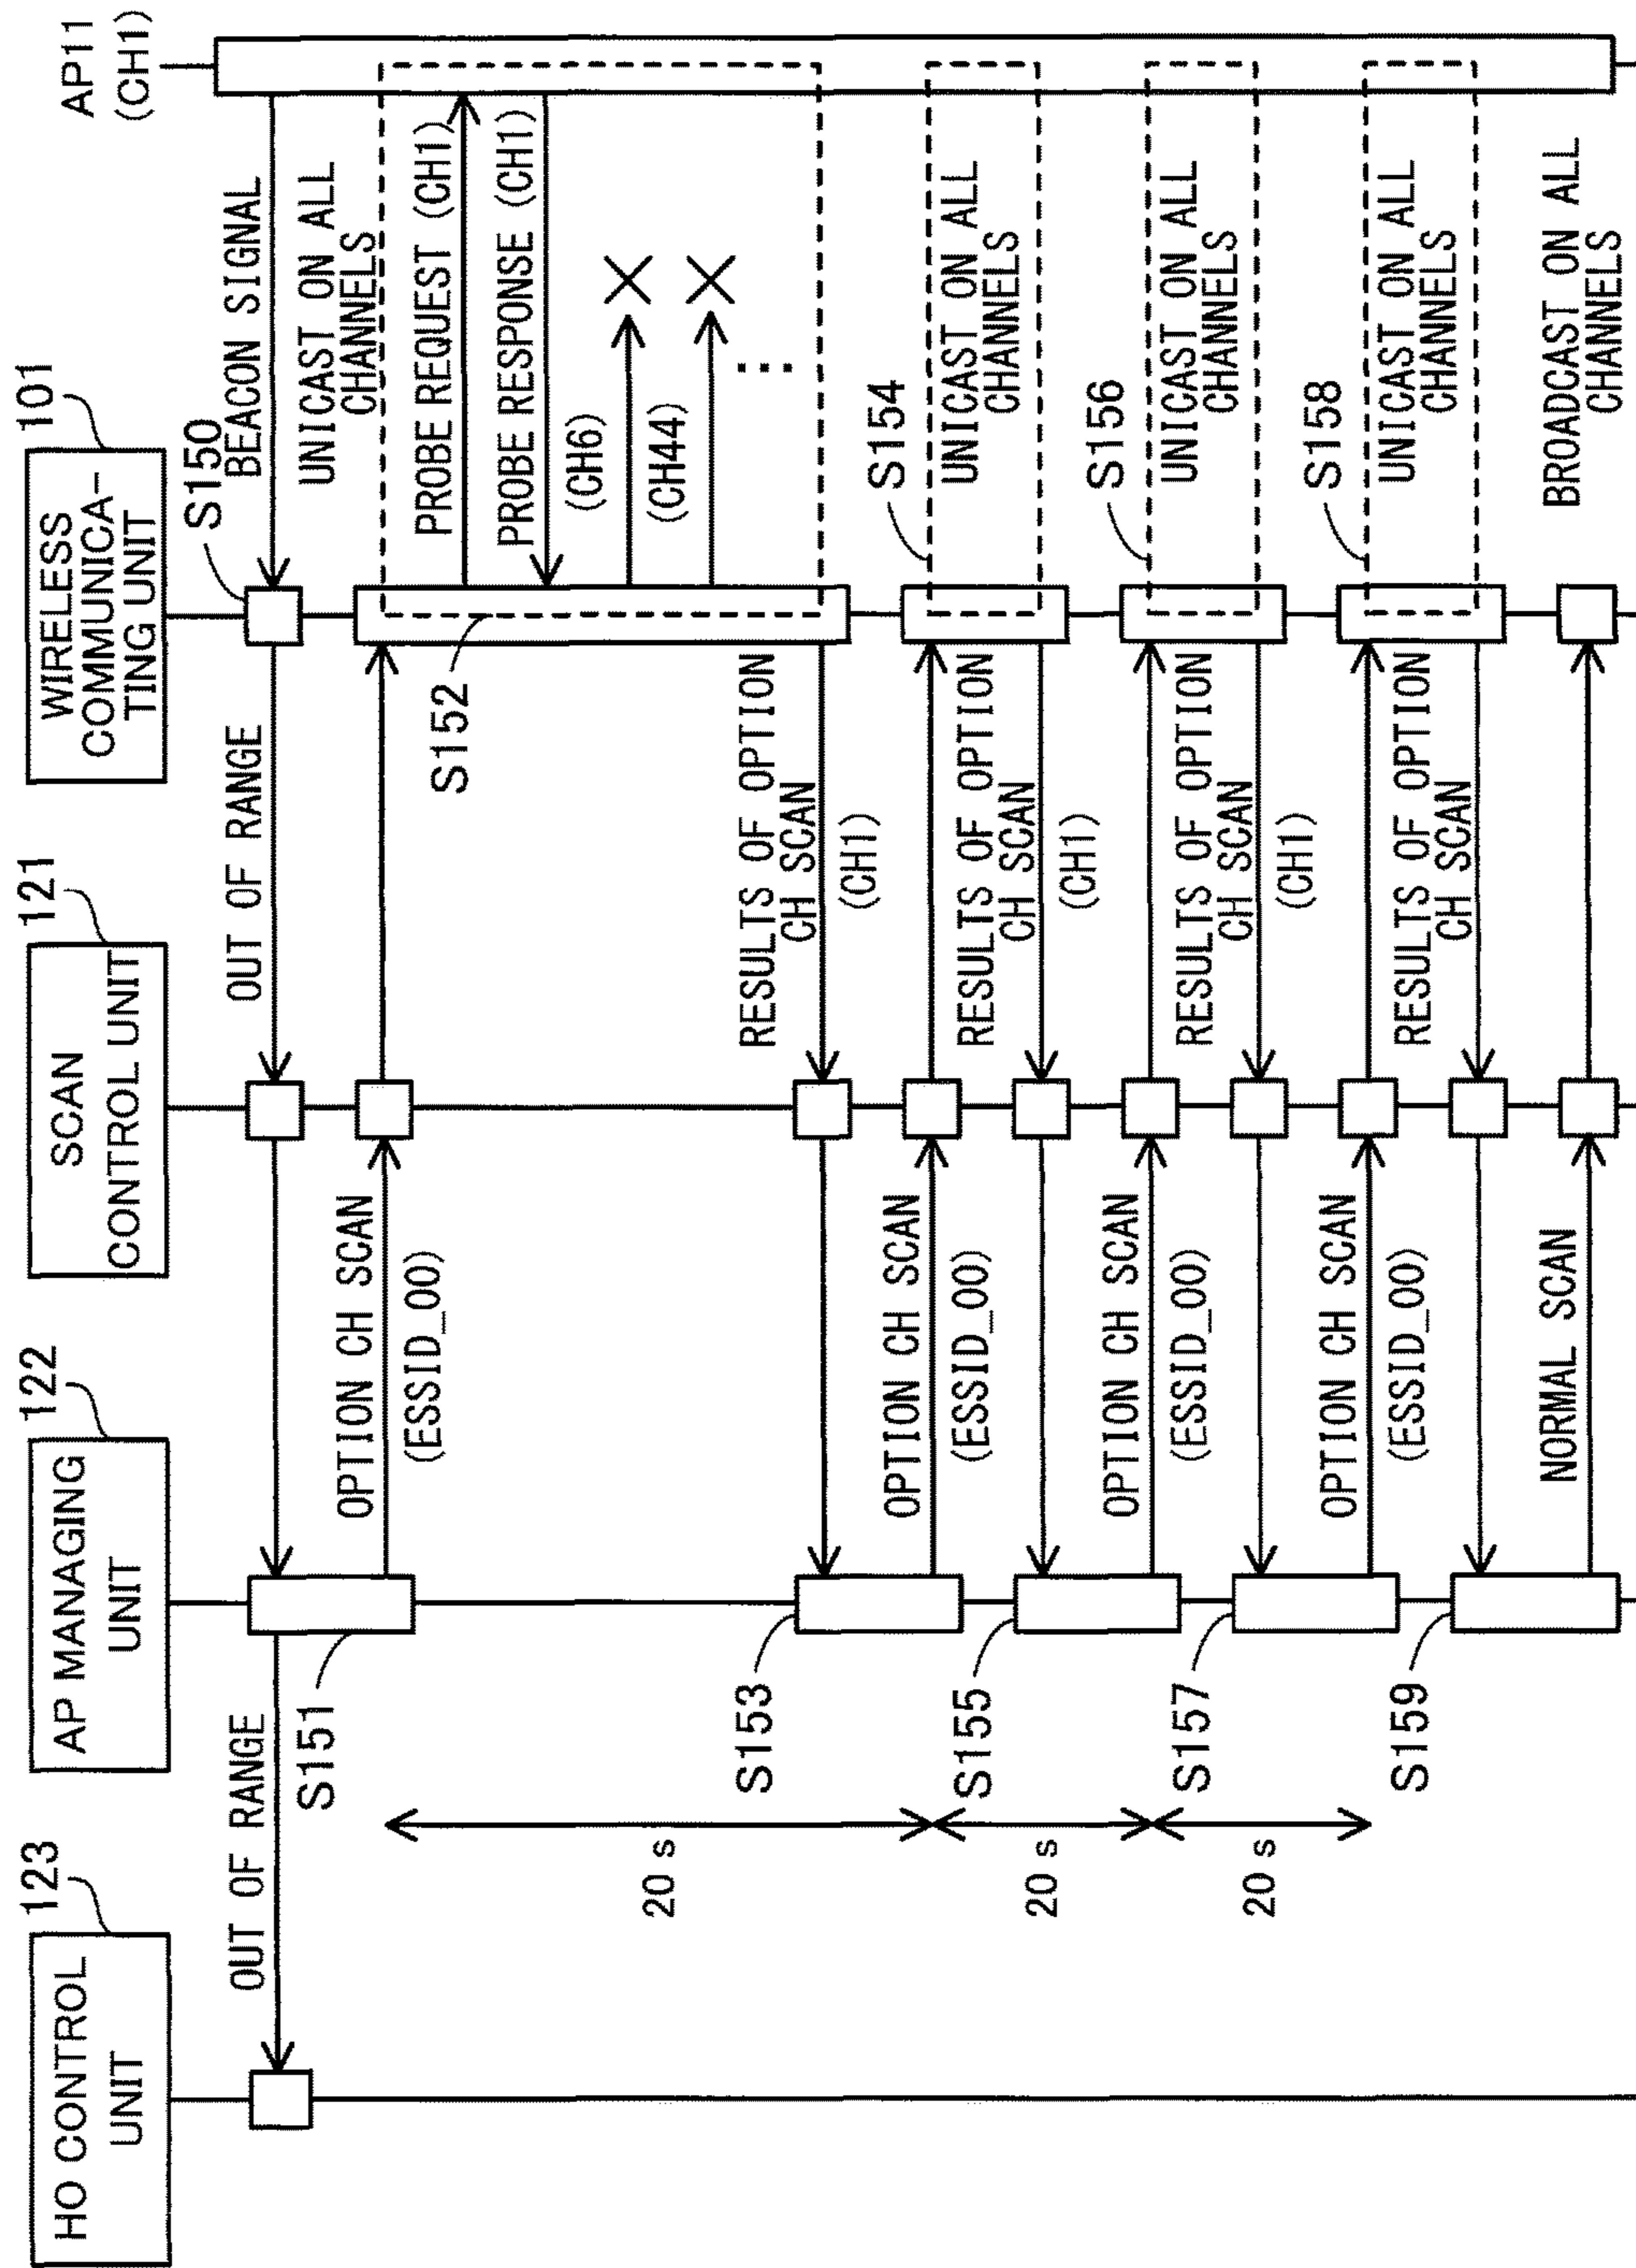 HO CONTROL
UNIT
123
AP MANAGING
UNIT
122
SCAN
CONTROL UNIT
121
WIRELESS
COMMUNICA-
TING UNIT
101
AP11
(CH1)
OUT OF RANGE
OUT OF RANGE
S150
BEACON SIGNAL
S151
OPTION CH SCAN
(ESSID_00)
UNICAST ON ALL
CHANNELS
S152
PROBE REQUEST (CH1)
PROBE RESPONSE (CH1)
(CH6)
(CH44)
...
20 s
RESULTS OF OPTION
CH SCAN
(CH1)
S153
OPTION CH SCAN
(ESSID_00)
S154
UNICAST ON ALL
CHANNELS
RESULTS OF OPTION
CH SCAN
(CH1)
20 s
S155
OPTION CH SCAN
(ESSID_00)
S156
UNICAST ON ALL
CHANNELS
RESULTS OF OPTION
CH SCAN
(CH1)
20 s
S157
OPTION CH SCAN
(ESSID_00)
S158
UNICAST ON ALL
CHANNELS
RESULTS OF OPTION
CH SCAN
S159
NORMAL SCAN
BROADCAST ON ALL
CHANNELS